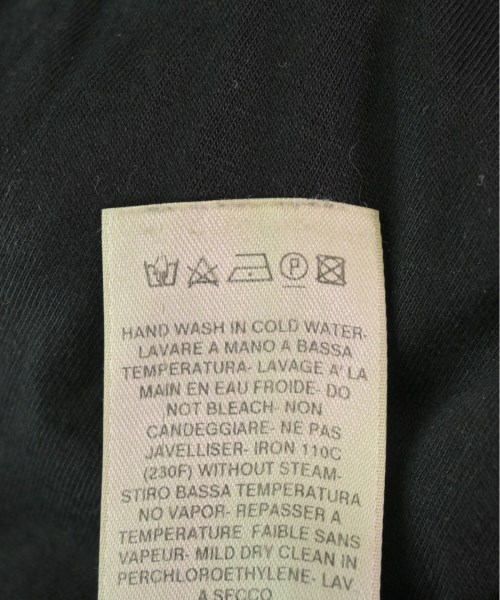 P
HAND WASH IN COLD WATER-
LAVARE A MANO A BASSA
TEMPERATURA- LAVAGE A' LA
MAIN EN EAU FROIDE- DO
NOT BLEACH- NON
CANDEGGIARE- NE PAS
JAVELLISER- IRON 110C
(230F) WITHOUT STEAM-
STIRO BASSA TEMPERATURA
NO VAPOR- REPASSER A
TEMPERATURE FAIBLE SANS
VAPEUR- MILD DRY CLEAN IN
PERCHLOROETHYLENE- LAV
A SECCO